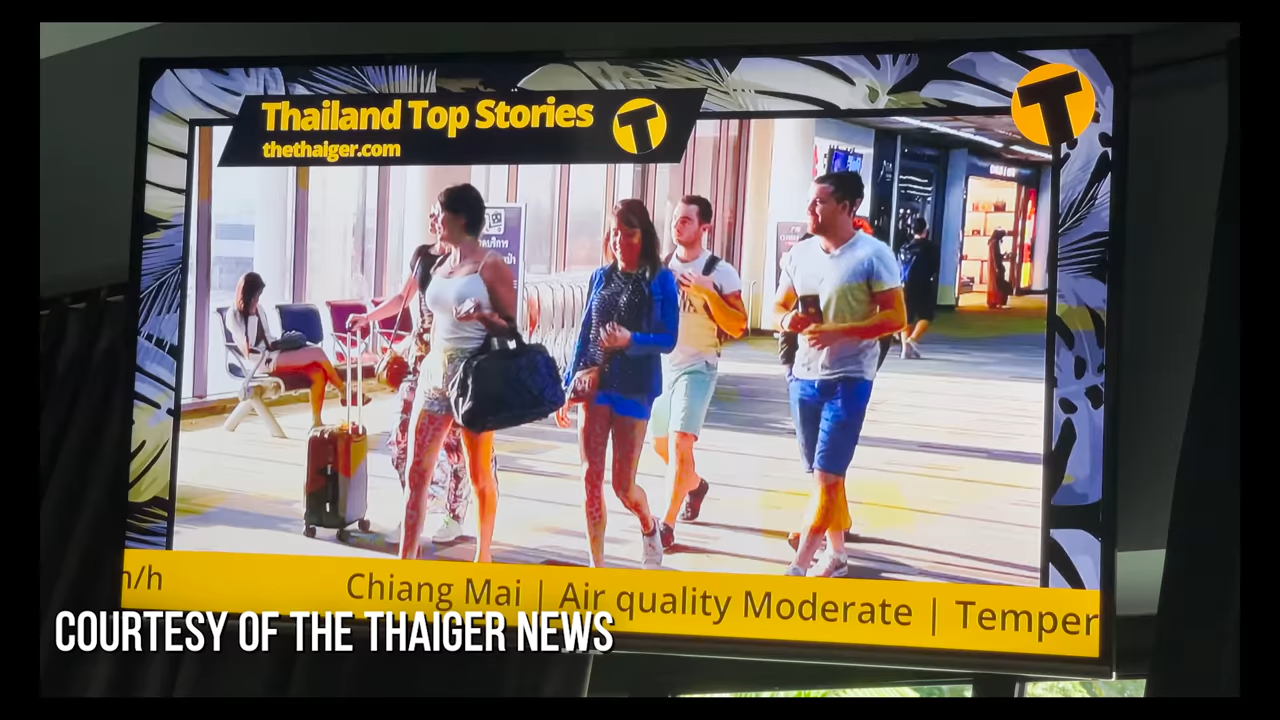 Thailand Top Stories
thethaiger.com
n/h Chiang Mai | Air quality Moderate | Temper
COURTESY OF THE THAIGER NEWS